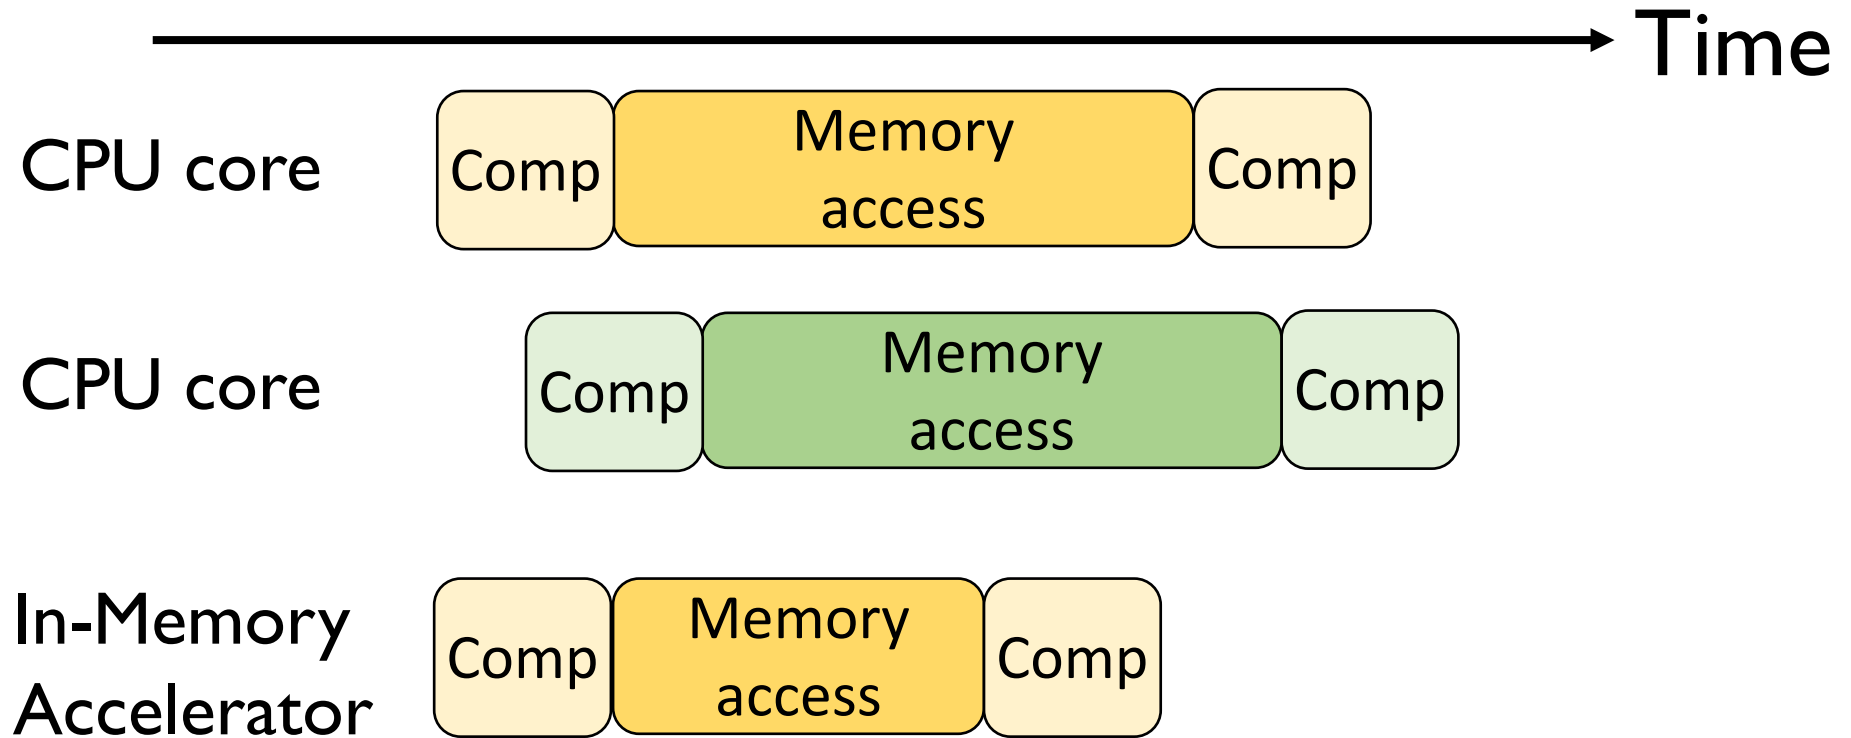 Time
CPU core
Comp
Memory
access
Comp
CPU core
Comp
Memory
access
Comp
In-Memory
Accelerator
Comp
Memory
access
Comp